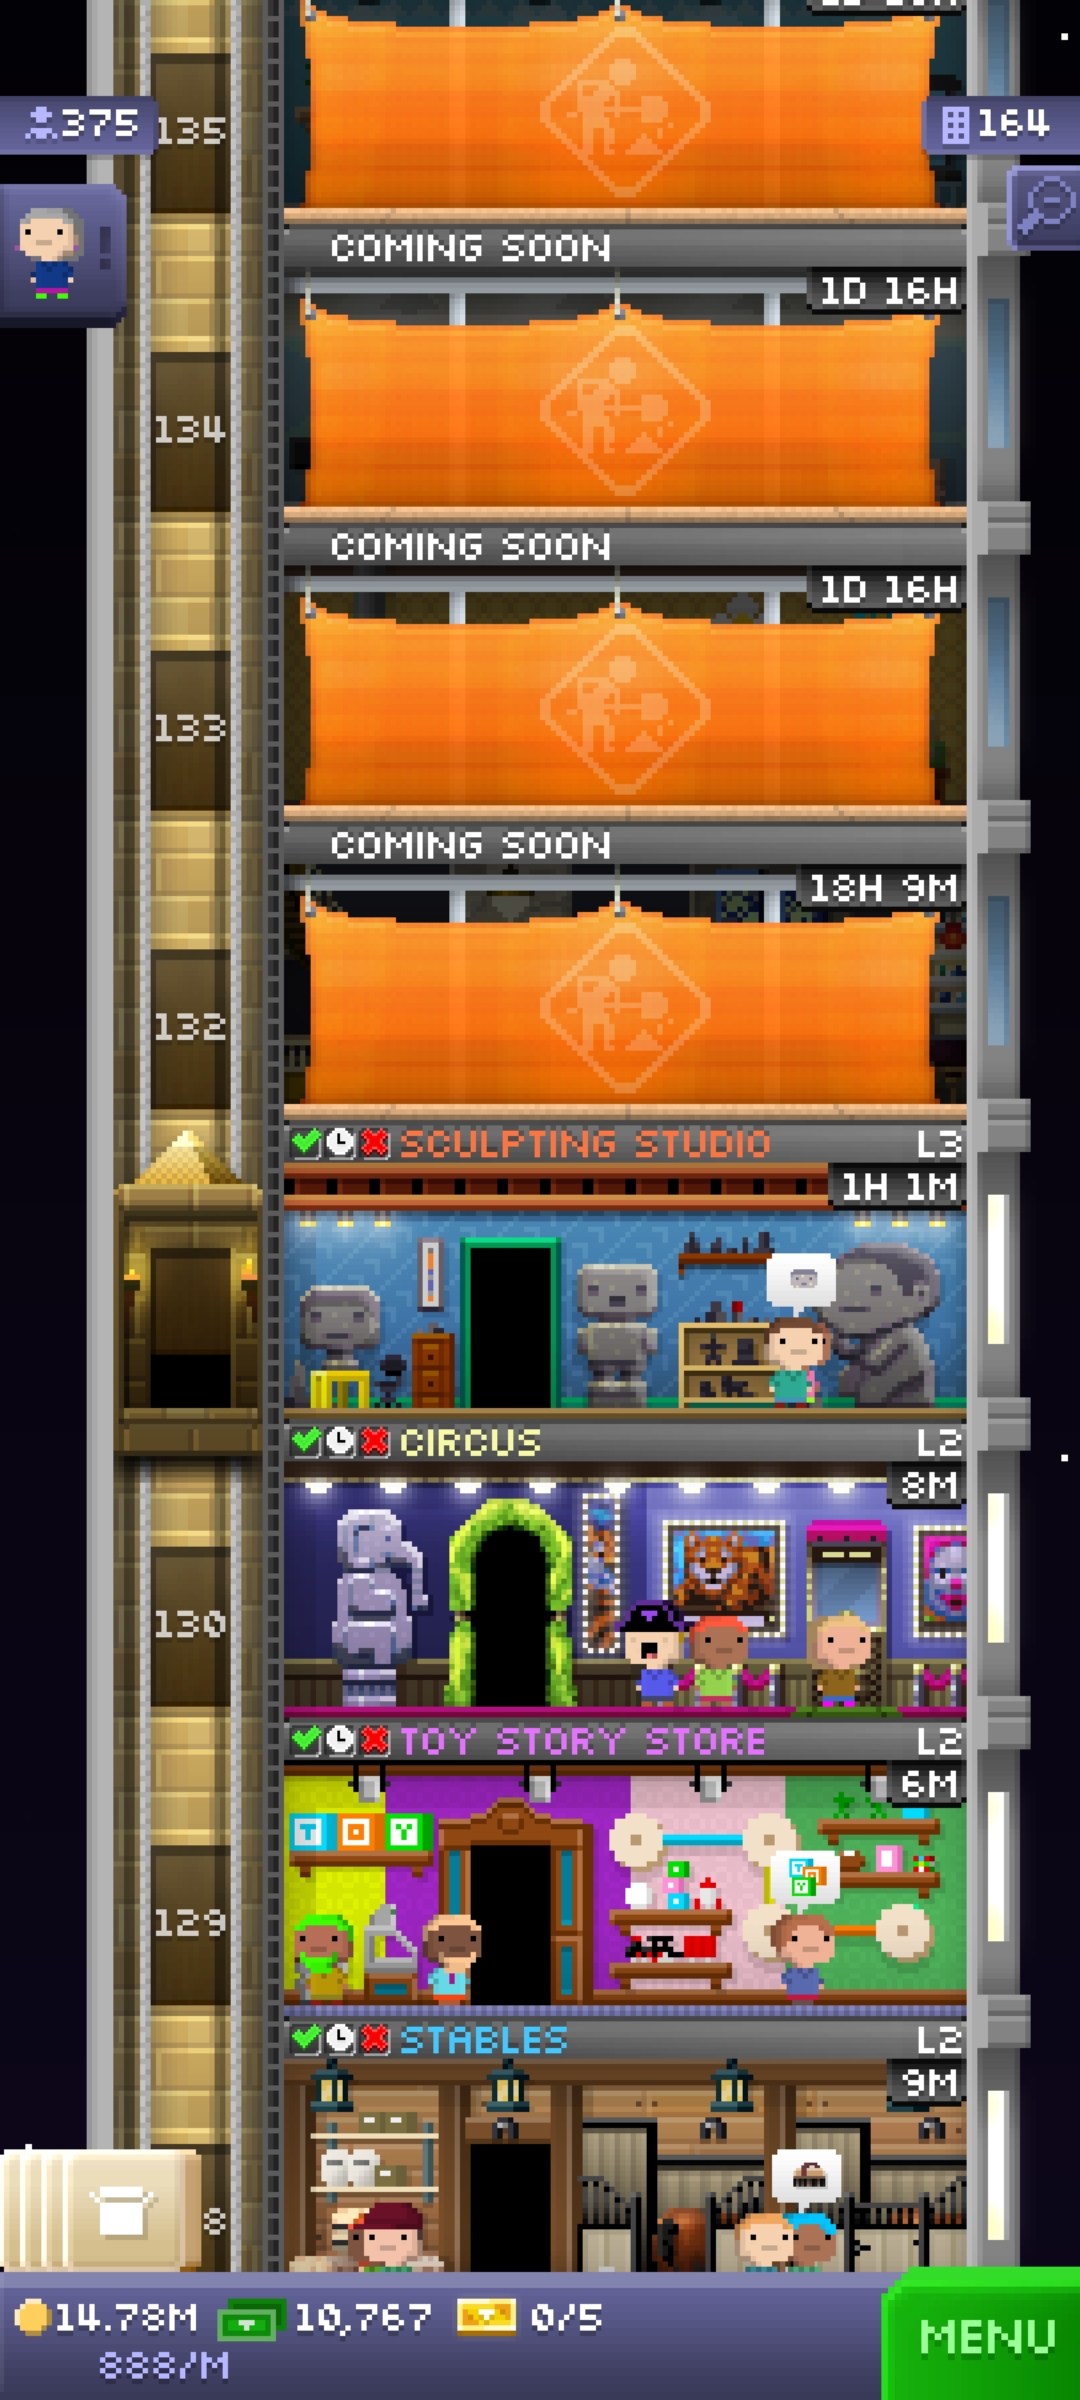 375
135
164
COMING SOON
1D 16H
134
COMING SOON
1D 16H
133
COMING SOON
18H 9M
132
SCULPTING STUDIO
L3
1H 1M
CIRCUS
L2
8M
130
TOY STORY STORE
L2
6M
T O Y
T
Y
129
STABLES
L2
9M
8
14.78M
10,767
0/5
MENU
888/M